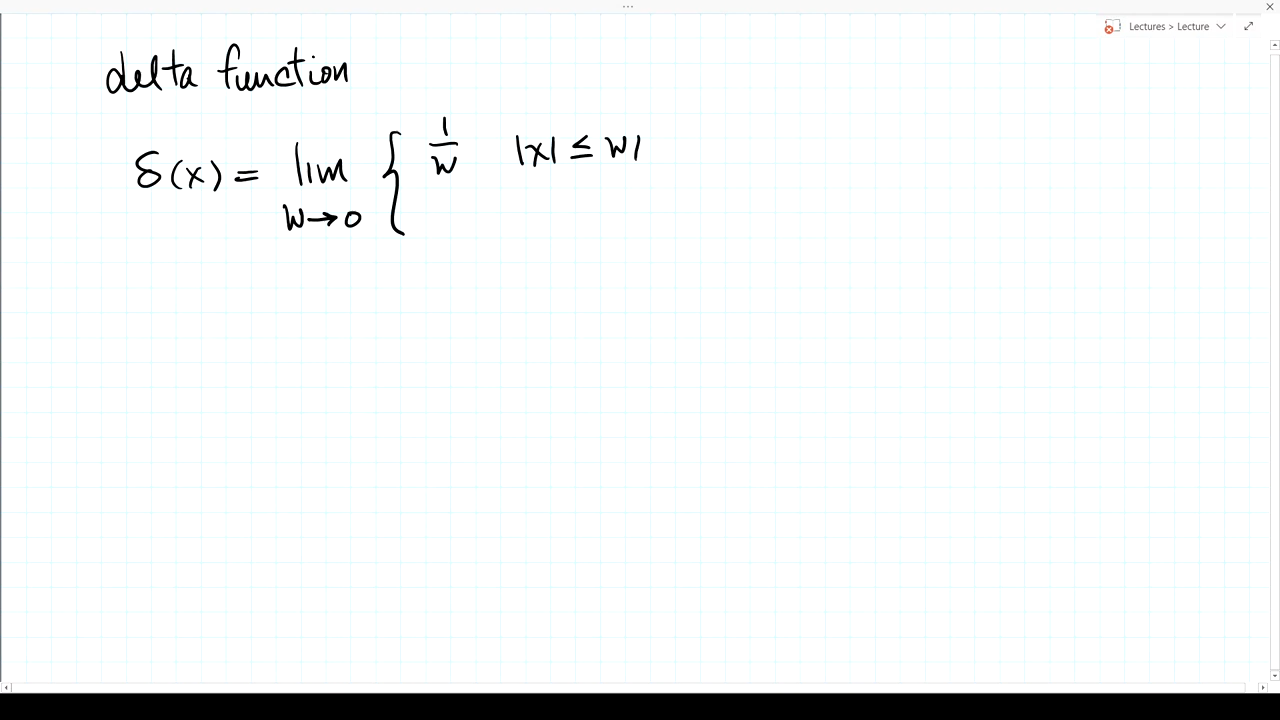 Lectures > Lecture
delta function
δ(x) = lim { 1/w |x| ≤ w/
w→0